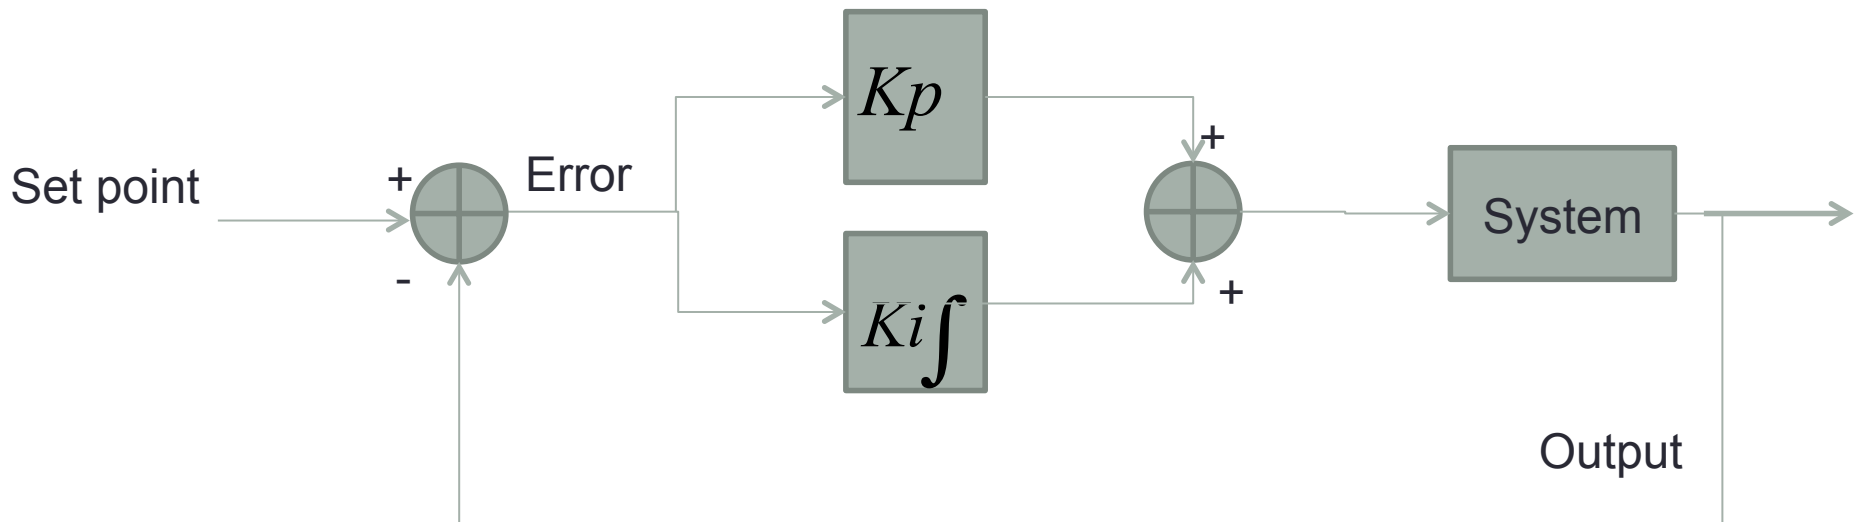 Set point
+
-
Error
Kp
Ki∫
+
+
System
Output